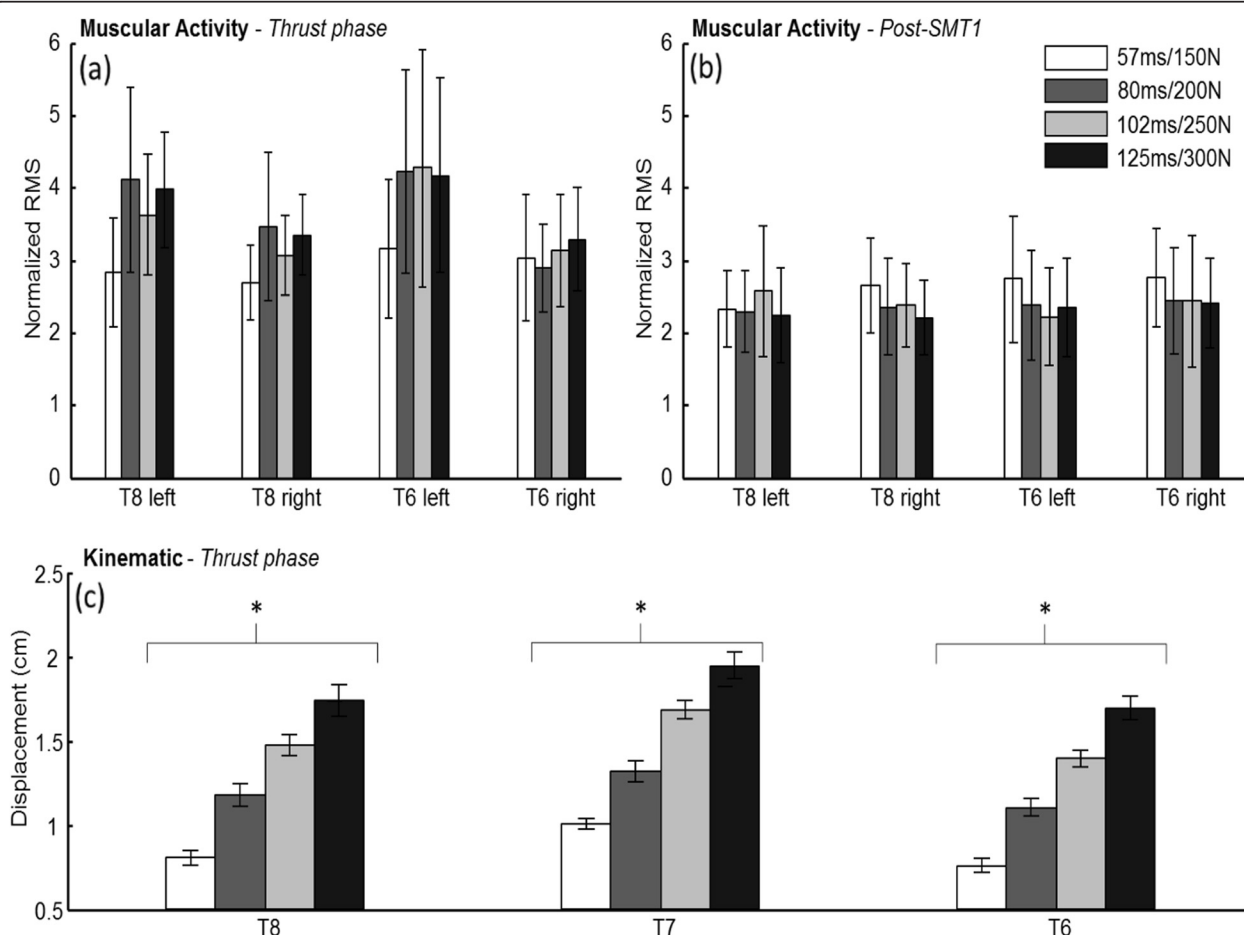 Muscular Activity - Thrust phase
(a)
6
5
4
3
2
1
0
Normalized RMS
T8 left T8 right T6 left T6 right
Muscular Activity - Post-SMT1
(b)
6
5
4
3
2
1
0
Normalized RMS
T8 left T8 right T6 left T6 right
57ms/150N
80ms/200N
102ms/250N
125ms/300N
Kinematic - Thrust phase
(c)
2.5
2
1.5
1
0.5
Displacement (cm)
* * *
T8 T7 T6